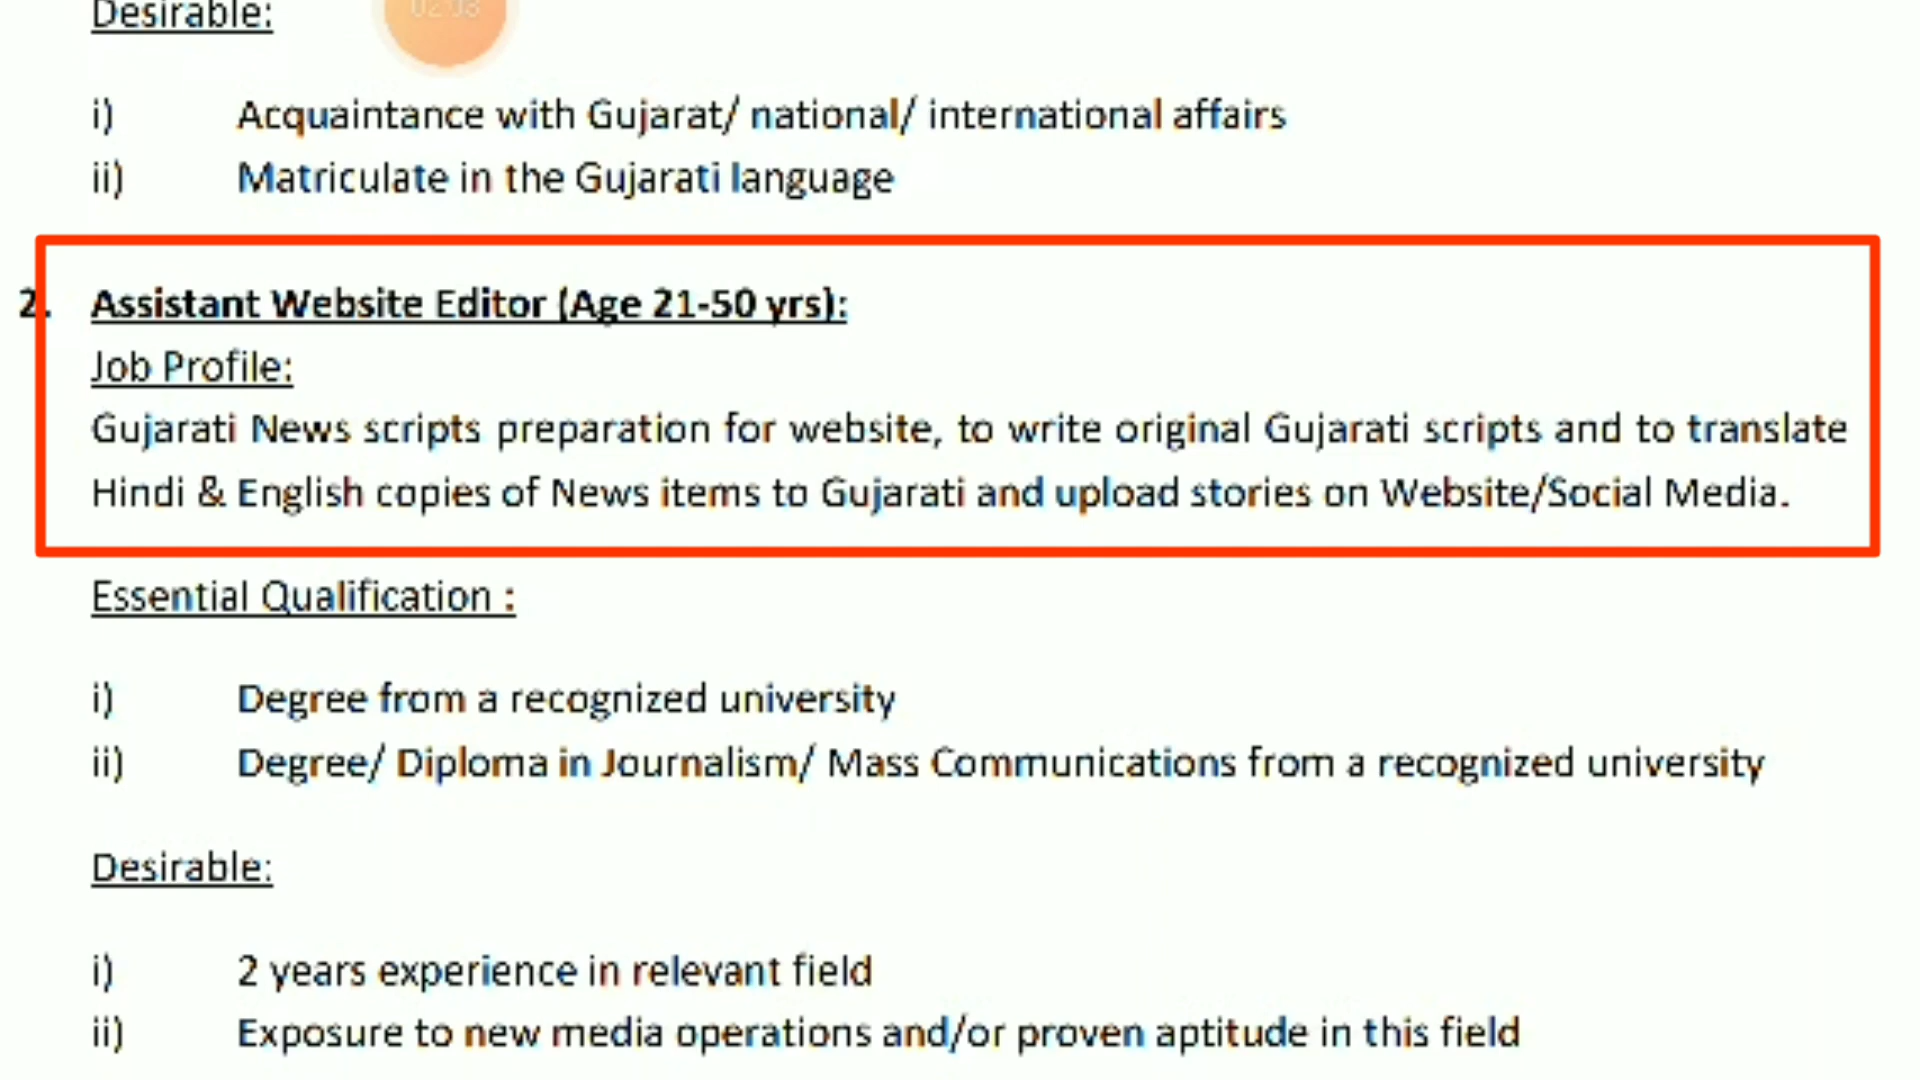 Desirable:
02:03
i) Acquaintance with Gujarat/ national/ international affairs
ii) Matriculate in the Gujarati language
2. Assistant Website Editor (Age 21-50 yrs):
Job Profile:
Gujarati News scripts preparation for website, to write original Gujarati scripts and to translate
Hindi & English copies of News items to Gujarati and upload stories on Website/Social Media.
Essential Qualification :
i) Degree from a recognized university
ii) Degree/ Diploma in Journalism/ Mass Communications from a recognized university
Desirable:
i) 2 years experience in relevant field
ii) Exposure to new media operations and/or proven aptitude in this field